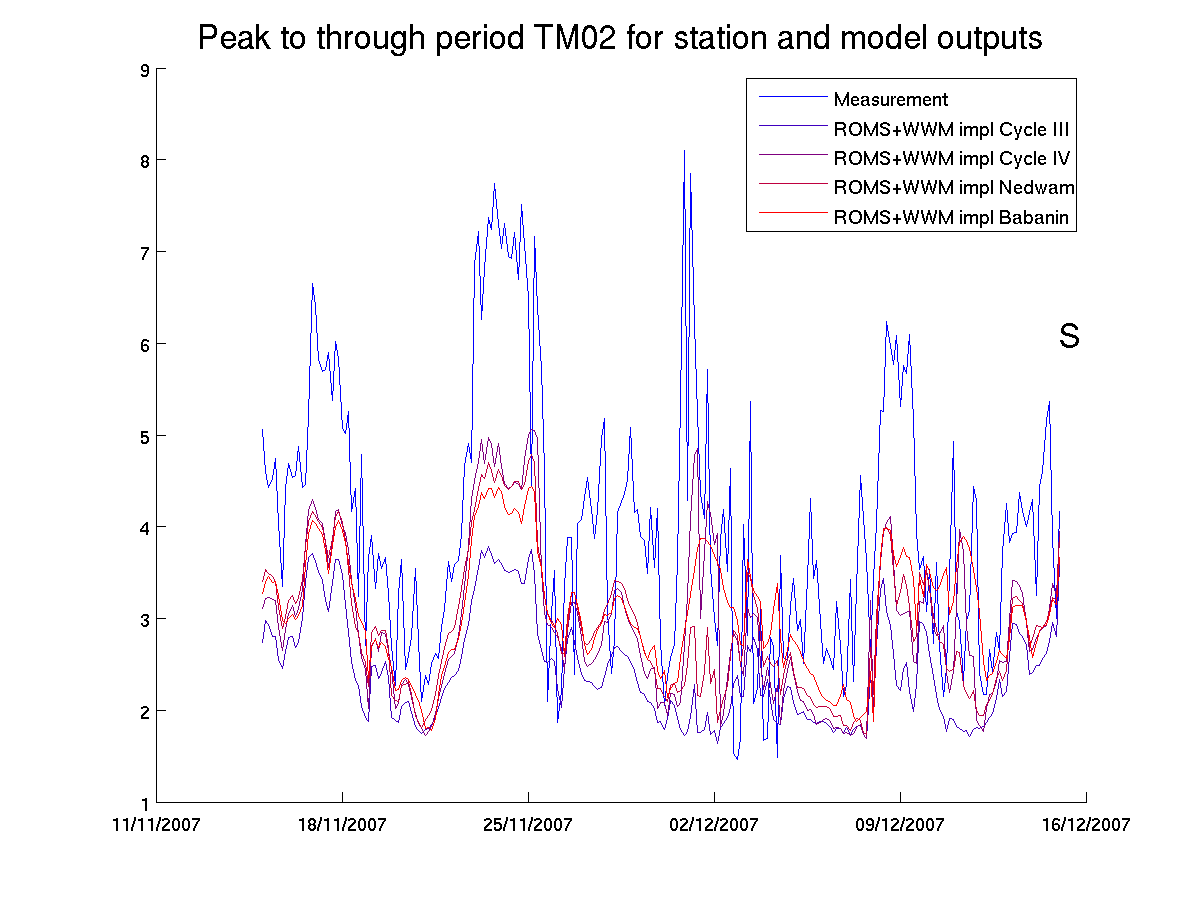 Peak to through period TM02 for station and model outputs
9
8
7
6
5
4
3
2
1
Measurement
ROMS+WWM impl Cycle III
ROMS+WWM impl Cycle IV
ROMS+WWM impl Nedwam
ROMS+WWM impl Babanin
S
11/11/2007 18/11/2007 25/11/2007 02/12/2007 09/12/2007 16/12/2007